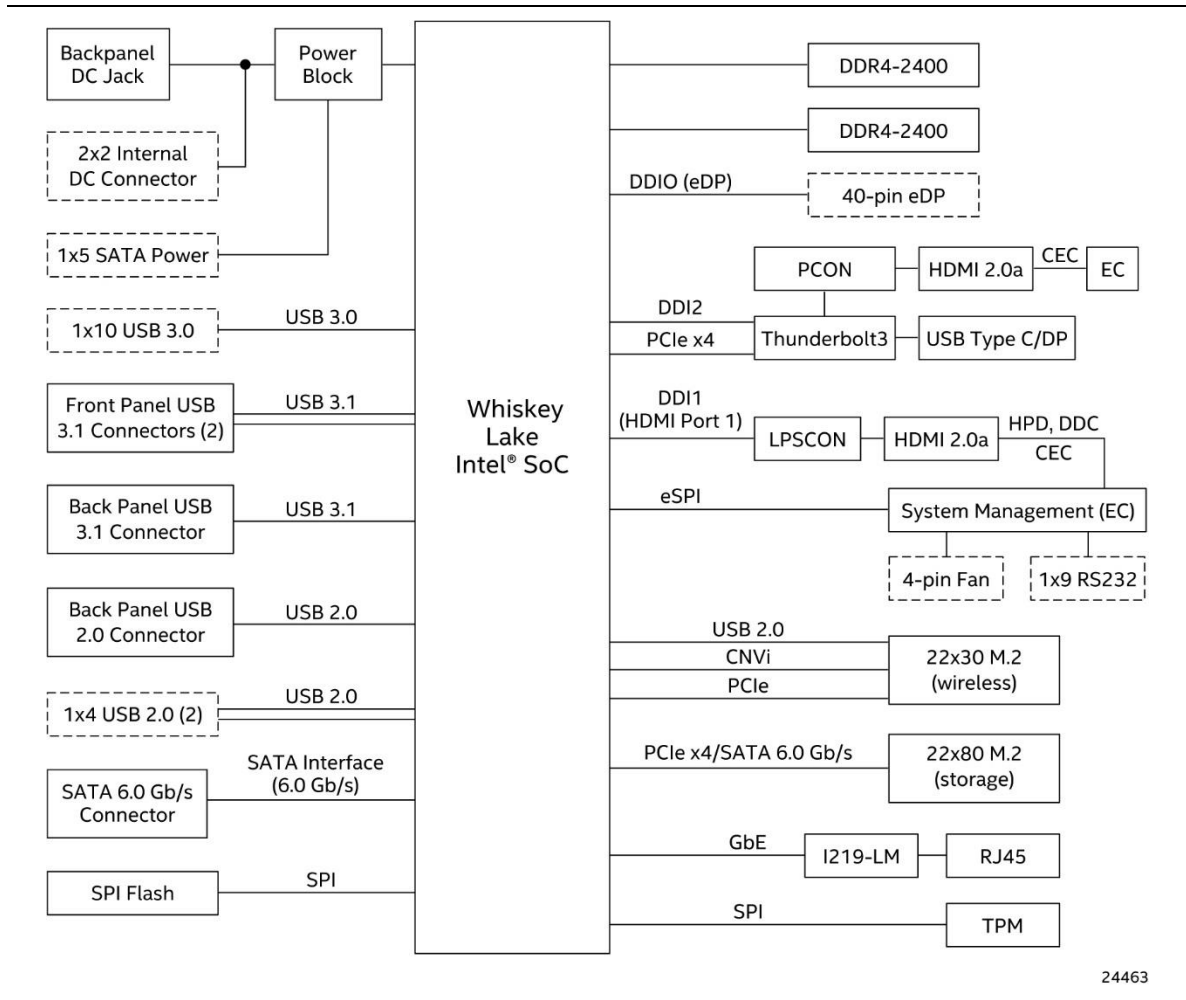 Backpanel
DC Jack
Power
Block
2x2 Internal
DC Connector
1x5 SATA Power
1x10 USB 3.0
USB 3.0
Front Panel USB
3.1 Connectors (2)
USB 3.1
Back Panel USB
3.1 Connector
USB 3.1
Back Panel USB
2.0 Connector
USB 2.0
1x4 USB 2.0 (2)
USB 2.0
SATA 6.0 Gb/s
Connector
SATA Interface
(6.0 Gb/s)
SPI Flash
SPI
Whiskey
Lake
Intel® SoC
DDR4-2400
DDR4-2400
DDIO (eDP)
40-pin eDP
PCON
HDMI 2.0a
CEC
EC
DDI2
PCIe x4
Thunderbolt3
USB Type C/DP
DDI1
(HDMI Port 1)
LPSCON
HDMI 2.0a
HPD, DDC
CEC
eSPI
System Management (EC)
4-pin Fan
1x9 RS232
USB 2.0
CNVi
PCIe
22x30 M.2
(wireless)
PCIe x4/SATA 6.0 Gb/s
22x80 M.2
(storage)
GbE
I219-LM
RJ45
SPI
TPM
24463